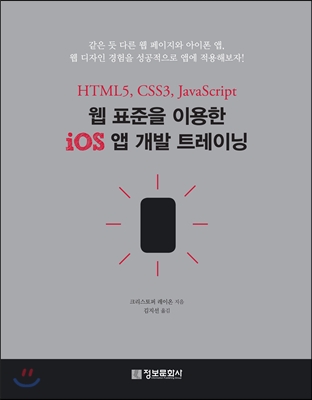 같은 듯 다른 웹 페이지와 아이폰 앱,
웹 디자인 경험을 성공적으로 앱에 적용해보자!
HTML5, CSS3, JavaScript
웹 표준을 이용한
iOS 앱 개발 트레이닝
크리스토퍼 레이온 지음
김지선 옮김
정보문화사